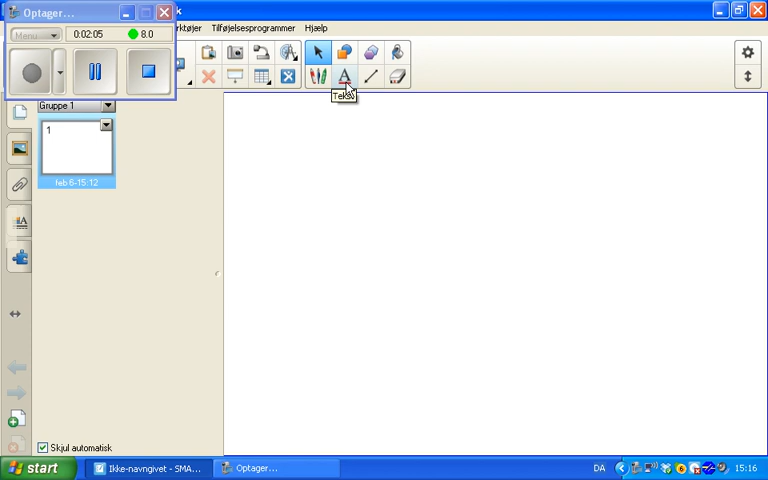 Optager...
k
Menu
0:02:05
8.0
rktøjer Tilføjelsesprogrammer Hjælp
Tekst
Gruppe 1
1
feb 6-15:12
Skjul automatisk
start
Ikke-navngivet - SMA...
Optager...
DA
15:16